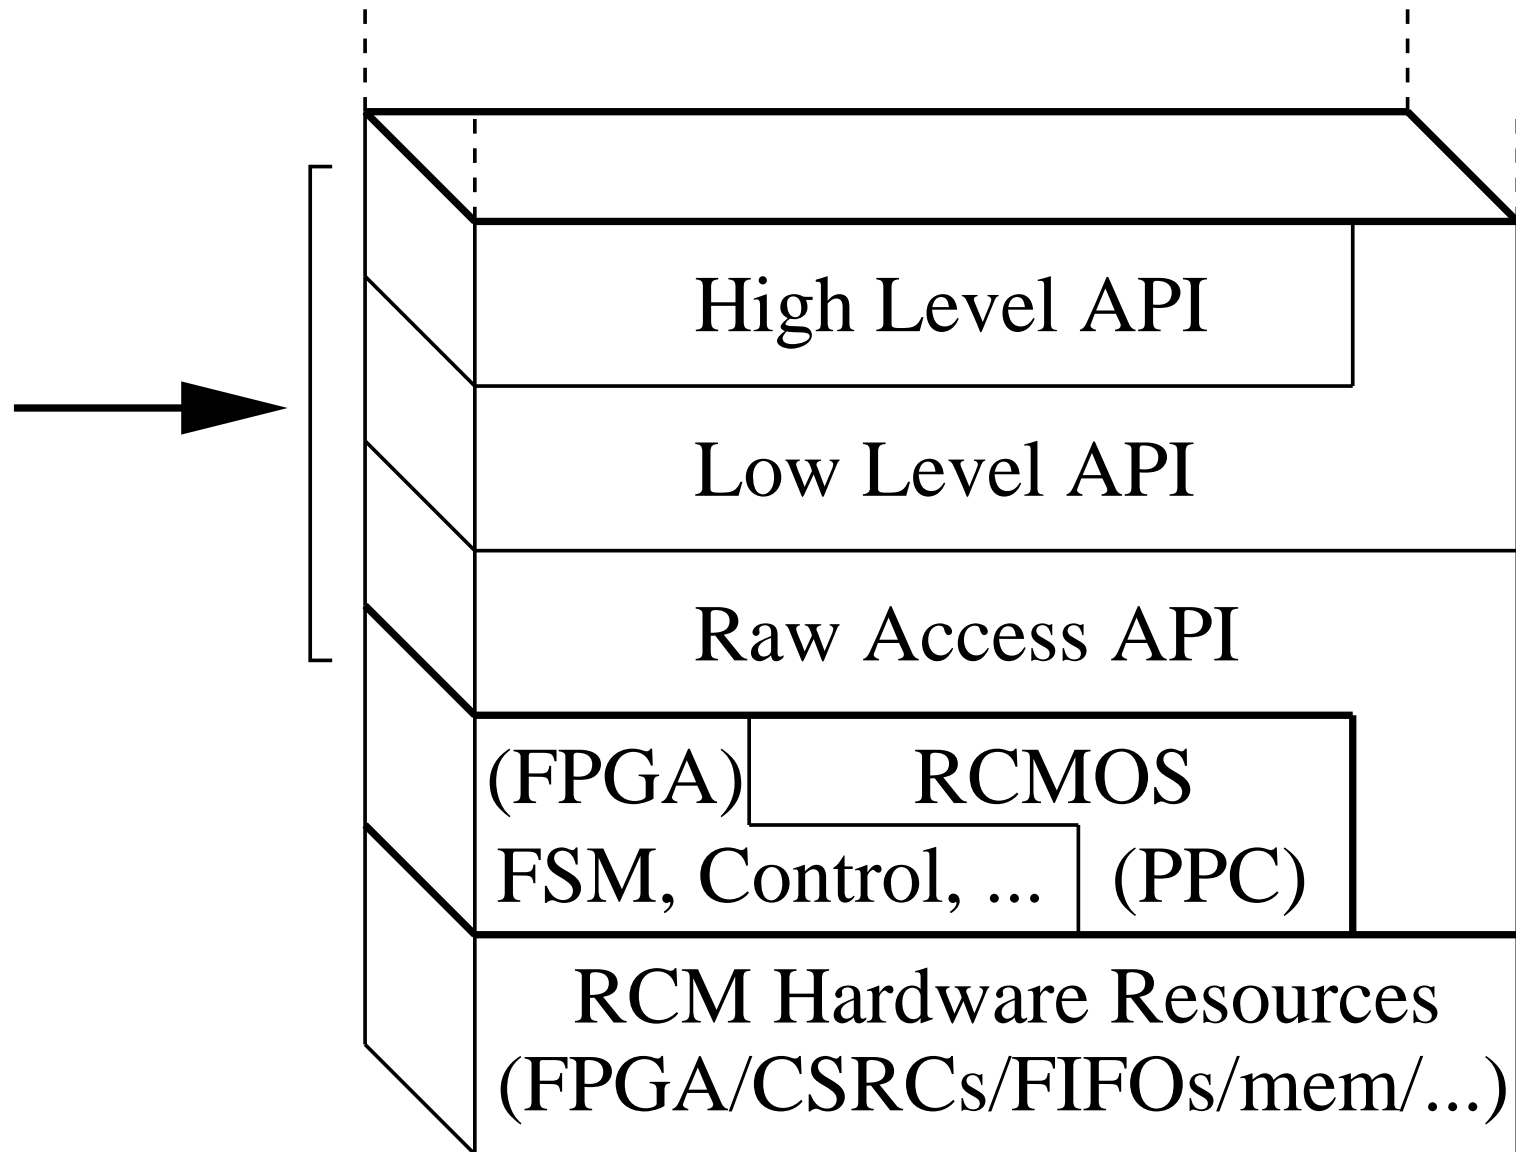 High Level API
Low Level API
Raw Access API
(FPGA) RCMOS
FSM, Control, ... (PPC)
RCM Hardware Resources
(FPGA/CSRCs/FIFOs/mem/...)